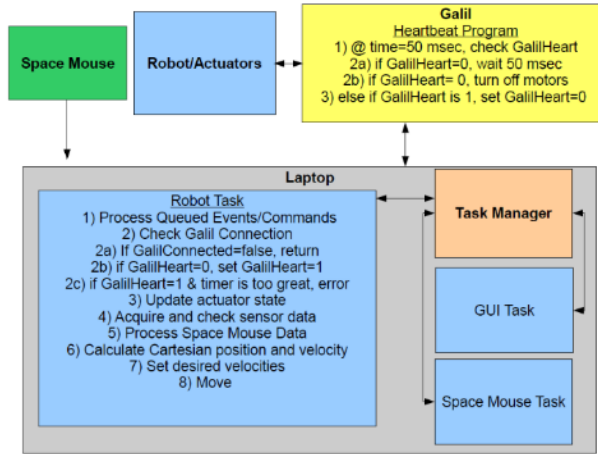 Space Mouse
Robot/Actuators
Galil
Heartbeat Program
1) @ time=50 msec, check GalilHeart
2a) if GalilHeart=0, wait 50 msec
2b) if GalilHeart= 0, turn off motors
3) else if GalilHeart is 1, set GalilHeart=0
Laptop
Robot Task
1) Process Queued Events/Commands
2) Check Galil Connection
2a) If GalilConnected=false, return
2b) if GalilHeart=0, set GalilHeart=1
2c) if GalilHeart=1 & timer is too great, error
3) Update actuator state
4) Acquire and check sensor data
5) Process Space Mouse Data
6) Calculate Cartesian position and velocity
7) Set desired velocities
8) Move
Task Manager
GUI Task
Space Mouse Task